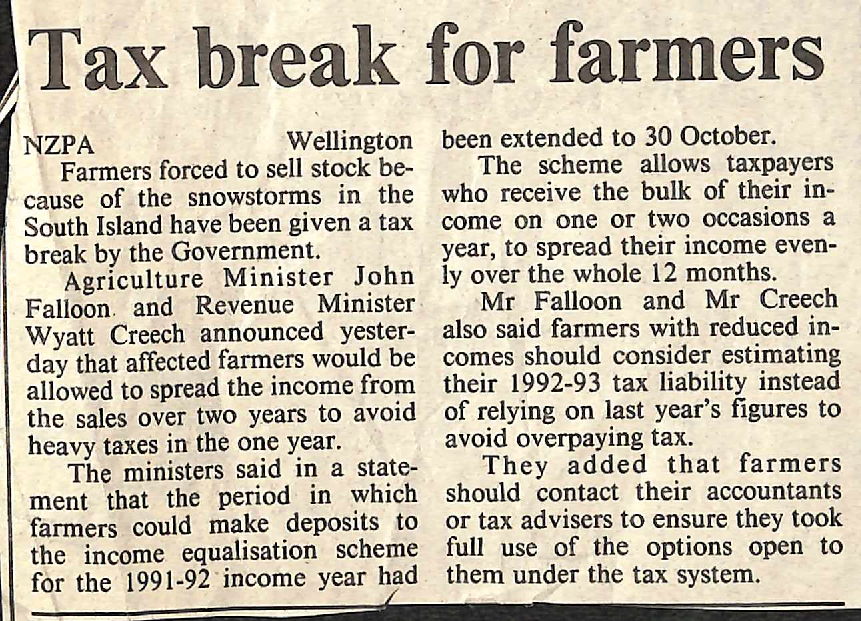 Tax break for farmers
NZPA Wellington
Farmers forced to sell stock be-
cause of the snowstorms in the
South Island have been given a tax
break by the Government.
Agriculture Minister John
Falloon and Revenue Minister
Wyatt Creech announced yester-
day that affected farmers would be
allowed to spread the income from
the sales over two years to avoid
heavy taxes in the one year.
The ministers said in a state-
ment that the period in which
farmers could make deposits to
the income equalisation scheme
for the 1991-92 income year had
been extended to 30 October.
The scheme allows taxpayers
who receive the bulk of their in-
come on one or two occasions a
year, to spread their income even-
ly over the whole 12 months.
Mr Falloon and Mr Creech
also said farmers with reduced in-
comes should consider estimating
their 1992-93 tax liability instead
of relying on last year's figures to
avoid overpaying tax.
They added that farmers
should contact their accountants
or tax advisers to ensure they took
full use of the options open to
them under the tax system.